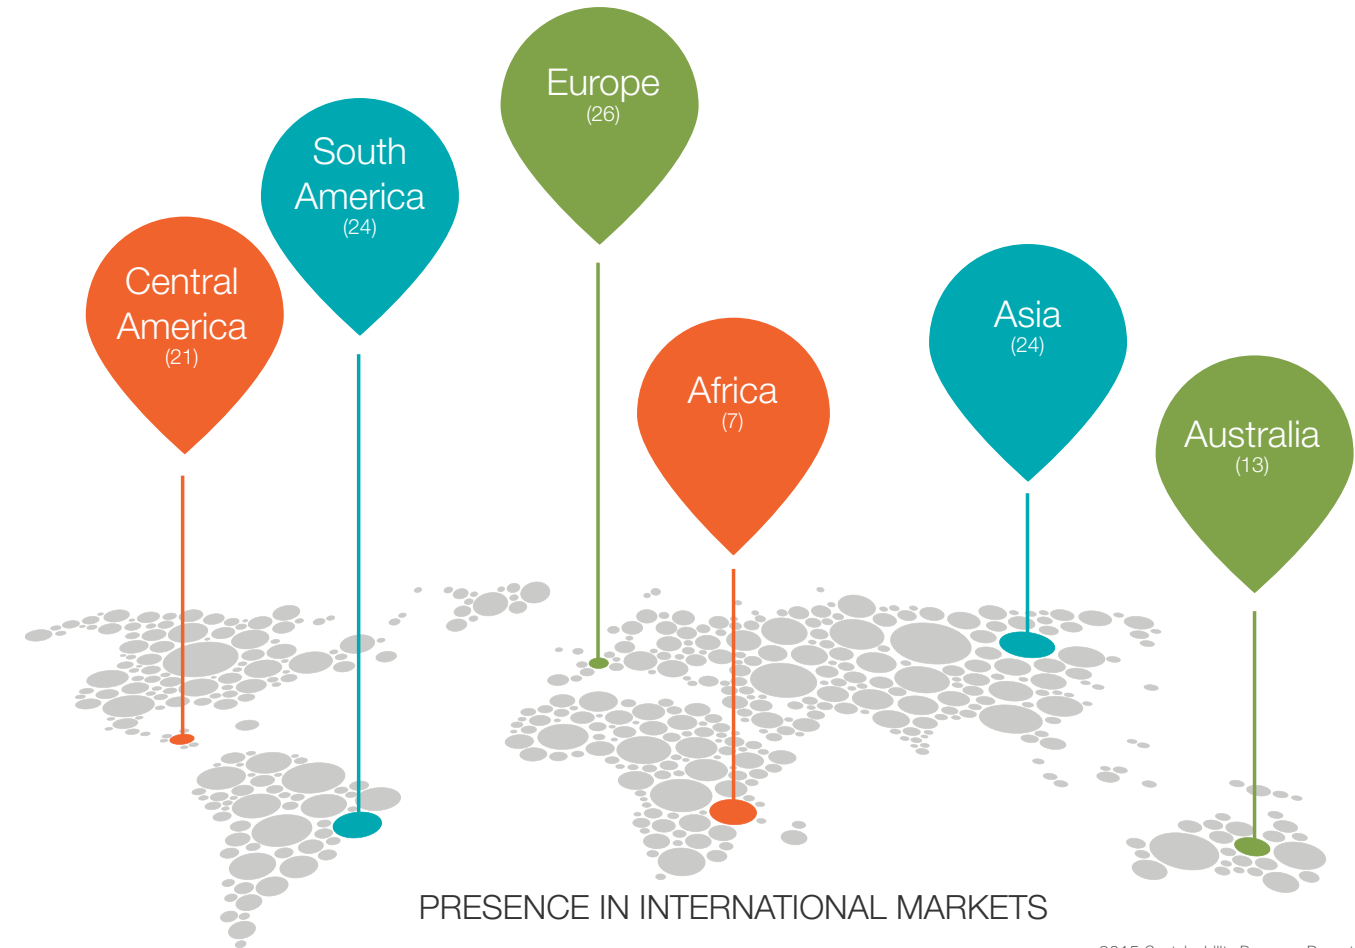 Europe
(26)
South
America
(24)
Central
America
(21)
Asia
(24)
Africa
(7)
Australia
(13)
PRESENCE IN INTERNATIONAL MARKETS